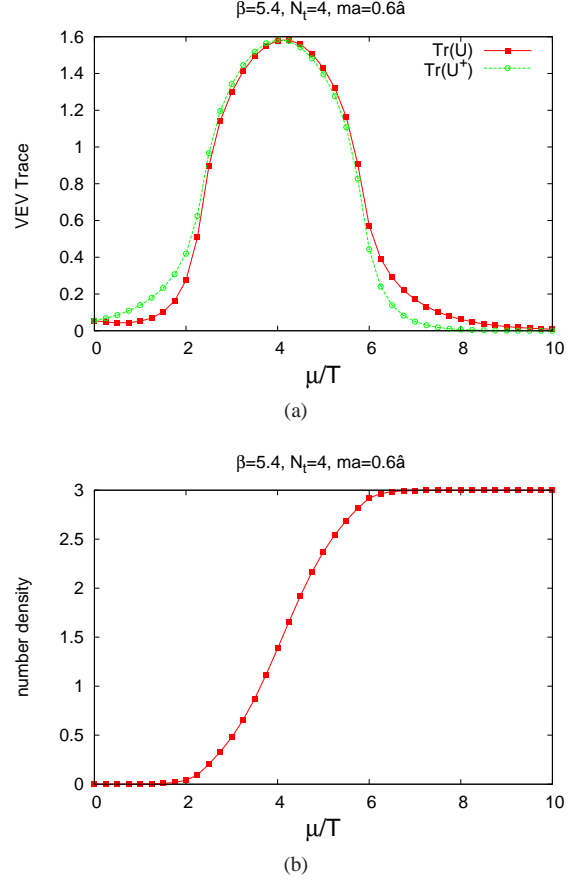 β=5.4, Nt=4, ma=0.6â
Tr(U)
Tr(U⁺)
VEV Trace
1.6
1.4
1.2
1
0.8
0.6
0.4
0.2
0
0 2 4 6 8 10
μ/T
(a)
β=5.4, Nt=4, ma=0.6â
number density
3
2.5
2
1.5
1
0.5
0
0 2 4 6 8 10
μ/T
(b)